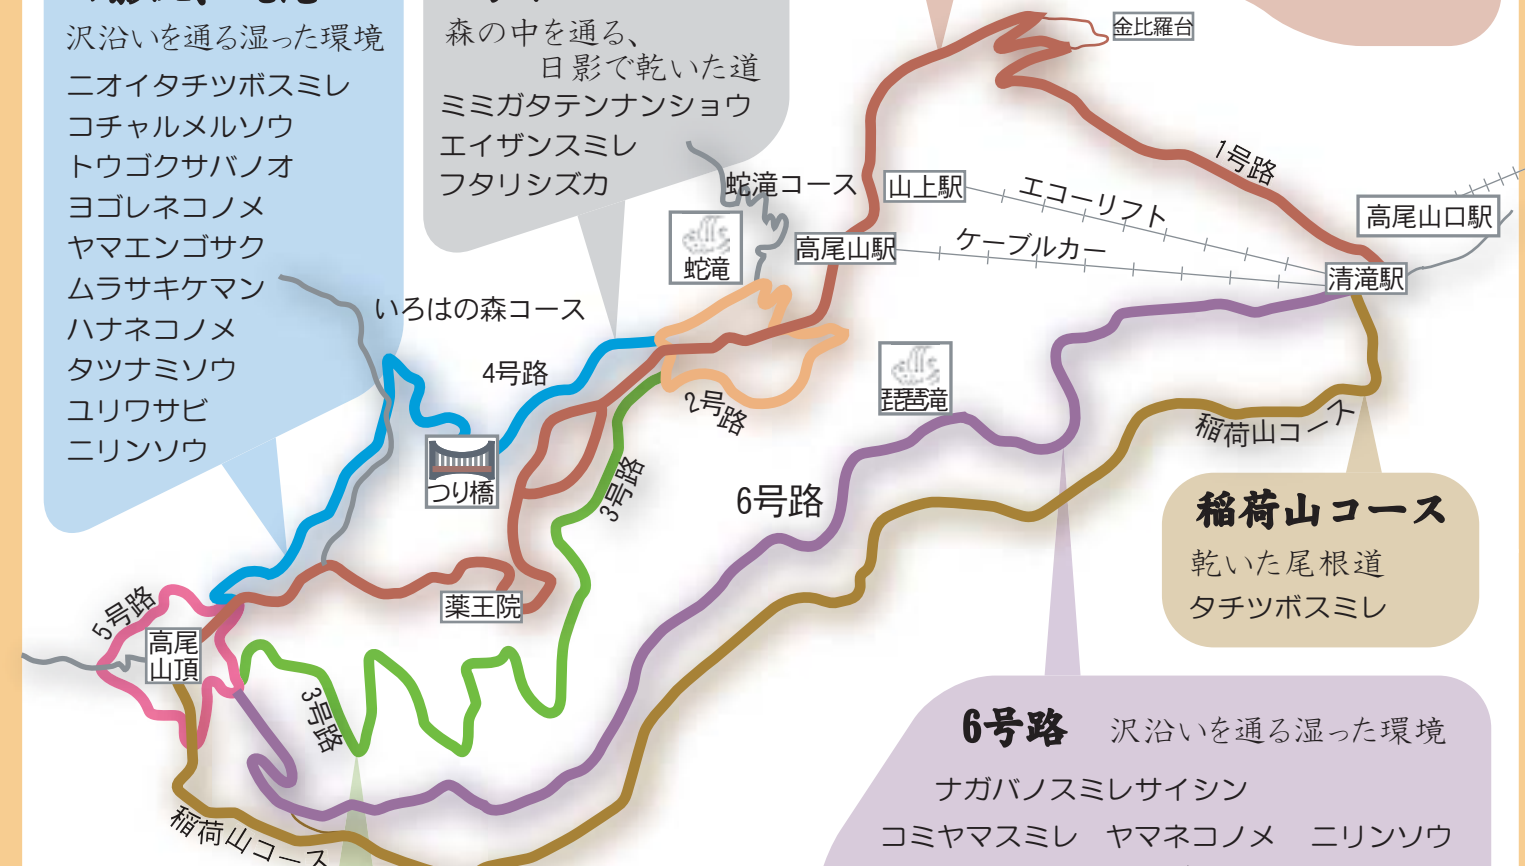 沢沿いを通る湿った環境
ニオイタチツボスミレ
コチャルメルソウ
トウゴクサバノオ
ヨゴレネコノメ
ヤマエンゴサク
ムラサキケマン
ハナネコノメ
タツナミソウ
ユリワサビ
ニリンソウ
森の中を通る、
日影で乾いた道
ミミガタテンナンショウ
エイザンスミレ
フタリシズカ
金比羅台
1号路
蛇滝コース
山上駅
エコーリフト
高尾山口駅
蛇滝
高尾山駅
ケーブルカー
清滝駅
いろはの森コース
4号路
2号路
琵琶滝
稲荷山コース
つり橋
3号路
6号路
稲荷山コース
乾いた尾根道
タチツボスミレ
5号路
薬王院
高尾
山頂
3号路
6号路 沢沿いを通る湿った環境
ナガバノスミレサイシン
コミヤマスミレ ヤマネコノメ ニリンソウ
稲荷山コース